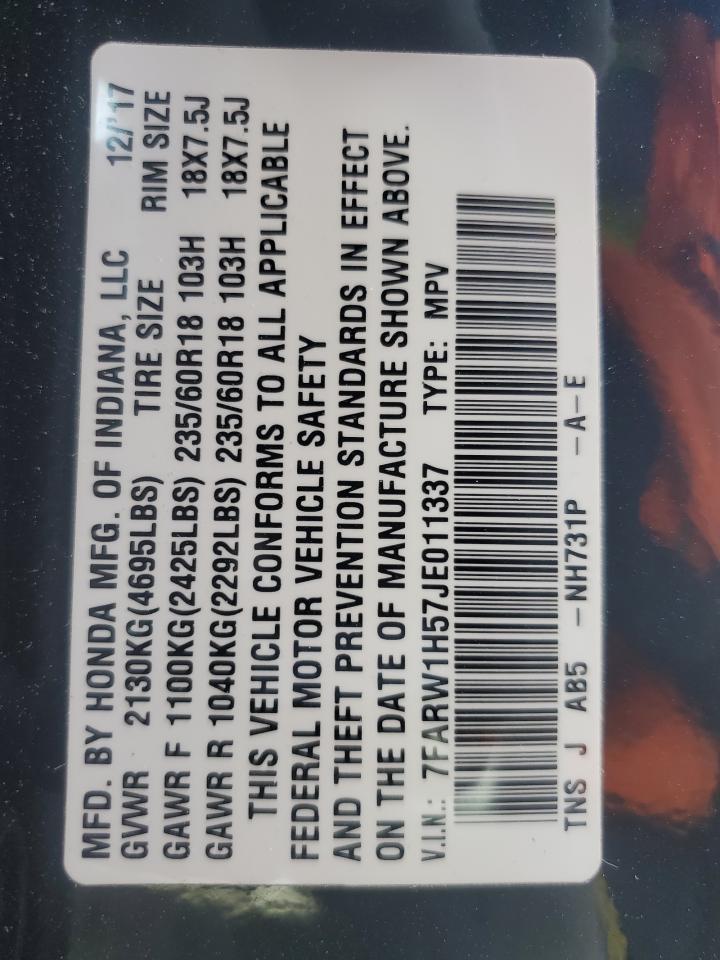 MFD. BY HONDA MFG. OF INDIANA, LLC 12/'17
GVWR 2130KG(4695LBS) TIRE SIZE RIM SIZE
GAWR F 1100KG(2425LBS) 235/60R18 103H 18X7.5J
GAWR R 1040KG(2292LBS) 235/60R18 103H 18X7.5J
THIS VEHICLE CONFORMS TO ALL APPLICABLE
FEDERAL MOTOR VEHICLE SAFETY
AND THEFT PREVENTION STANDARDS IN EFFECT
ON THE DATE OF MANUFACTURE SHOWN ABOVE.
V.I.N.: 7FARW1H57JE011337 TYPE: MPV
TNS J AB5 -NH731P -A-E